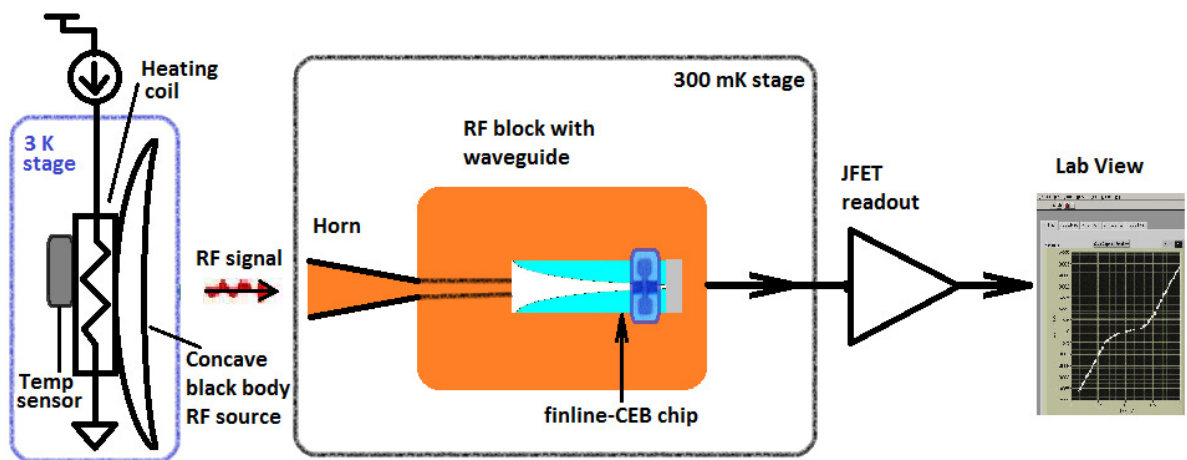 Heating
coil
3 K
stage
Temp
sensor
Concave
black body
RF source
RF signal
300 mK stage
RF block with
waveguide
Horn
finline-CEB chip
JFET
readout
Lab View